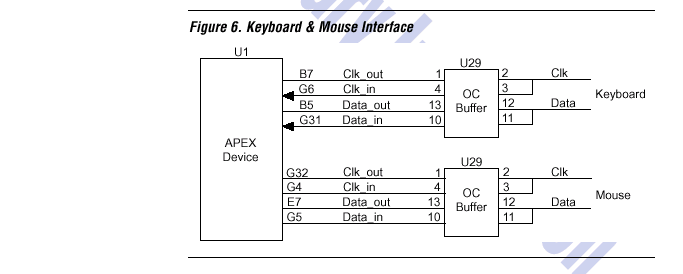 Figure 6. Keyboard & Mouse Interface
U1
U29
B7 Clk_out 1 2 Clk
G6 Clk_in 4 3
Keyboard
B5 Data_out 13 12 Data
G31 Data_in 10 11
OC
Buffer
APEX
Device
U29
G32 Clk_out 1 2 Clk
G4 Clk_in 4 3
Mouse
E7 Data_out 13 12 Data
G5 Data_in 10 11
OC
Buffer